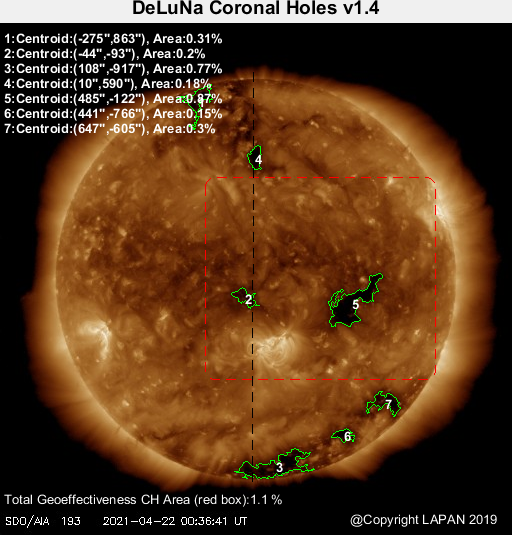 DeLuNa Coronal Holes v1.4
1:Centroid:(-275",863"), Area:0.31%
2:Centroid:(-44",-93"), Area:0.2%
3:Centroid:(108",-917"), Area:0.77%
4:Centroid:(10",590"), Area:0.18%
5:Centroid:(485",-122"), Area:0.87%
6:Centroid:(441",-766"), Area:0.15%
7:Centroid:(647",-605"), Area:0.3%
4
2
5
7
6
3
Total Geoeffectiveness CH Area (red box):1.1 %
SDO/AIA 193 2021-04-22 00:36:41 UT
@Copyright LAPAN 2019